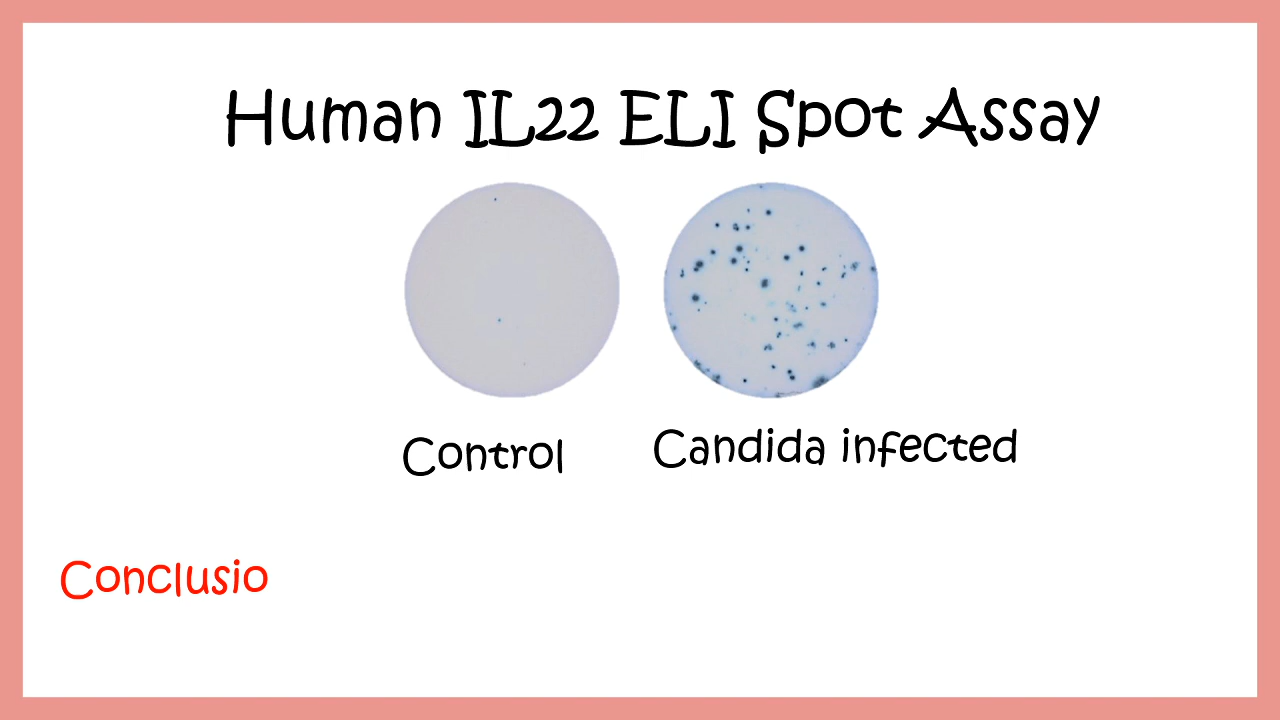 Human IL22 ELI Spot Assay
Control
Candida infected
Conclusio